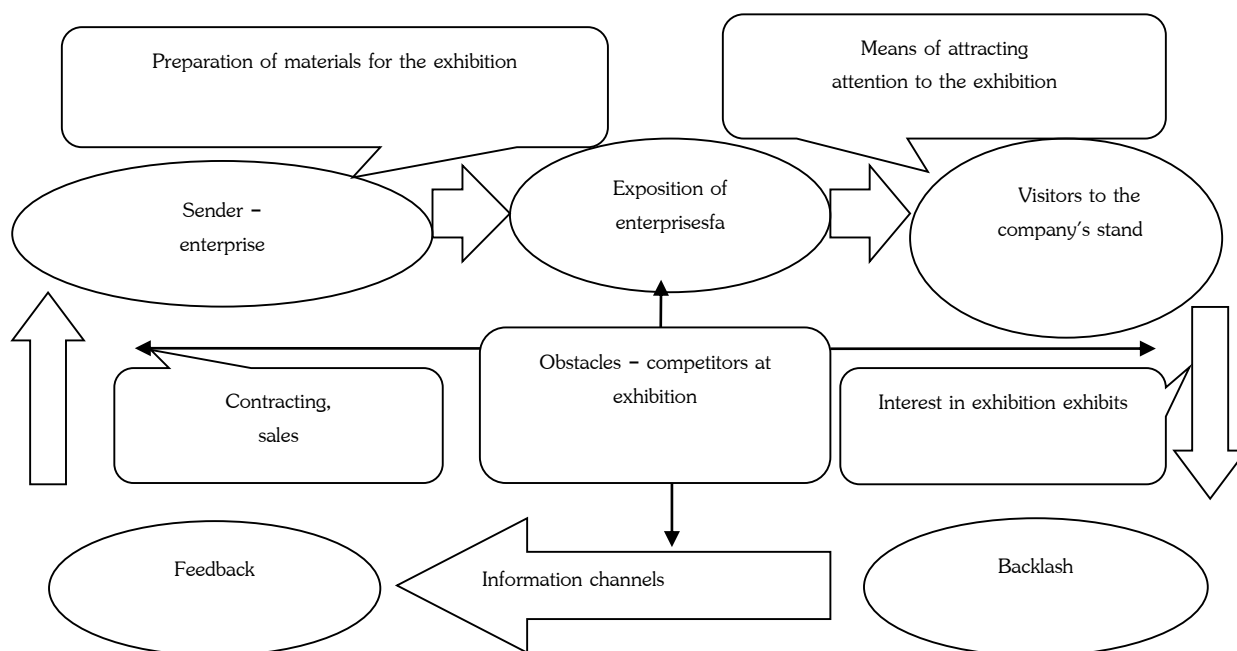 Preparation of materials for the exhibition
Means of attracting
attention to the exhibition
Sender –
enterprise
Exposition of
enterprisesfa
Visitors to the
company's stand
Obstacles – competitors at
exhibition
Contracting,
sales
Interest in exhibition exhibits
Feedback
Information channels
Backlash